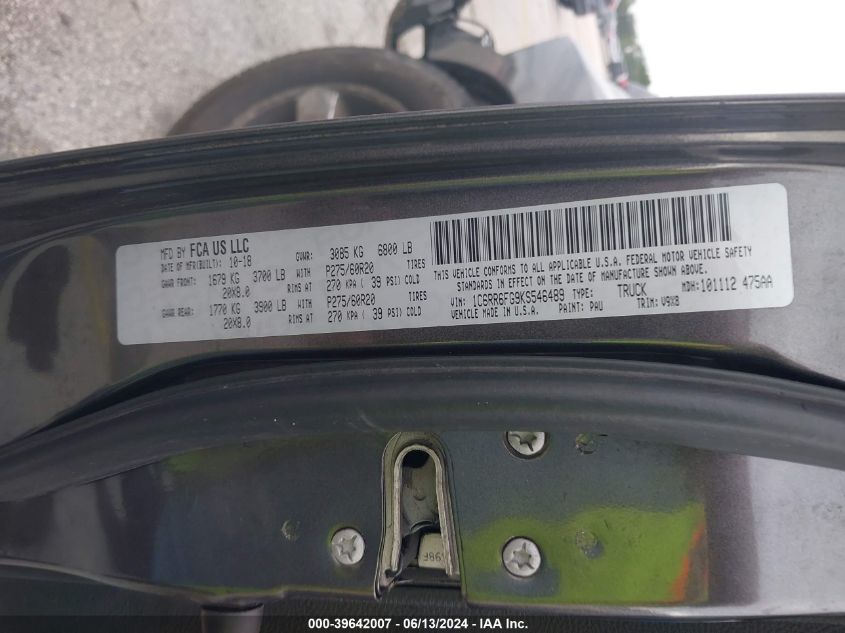 MFD BY FCA US LLC
DATE OF MFR(BUILT): 10-18 GVWR: 3085 KG 6800 LB
GAWR FRONT: 1679 KG 3700 LB WITH P275/60R20 TIRES
20X8.0 RIMS AT 270 KPA ( 39 PSI) COLD
GAWR REAR: 1770 KG 3900 LB WITH P275/60R20 TIRES
20X8.0 RIMS AT 270 KPA ( 39 PSI) COLD
THIS VEHICLE CONFORMS TO ALL APPLICABLE U.S.A. FEDERAL MOTOR VEHICLE SAFETY
STANDARDS IN EFFECT ON THE DATE OF MANUFACTURE SHOWN ABOVE.
VIN: 1C6RR6FG9KS546489 TYPE: TRUCK MDH:101112 475AA
VEHICLE MADE IN U.S.A. PAINT: PAU TRIM: V9X8
000-39642007 - 06/13/2024 - IAA Inc.